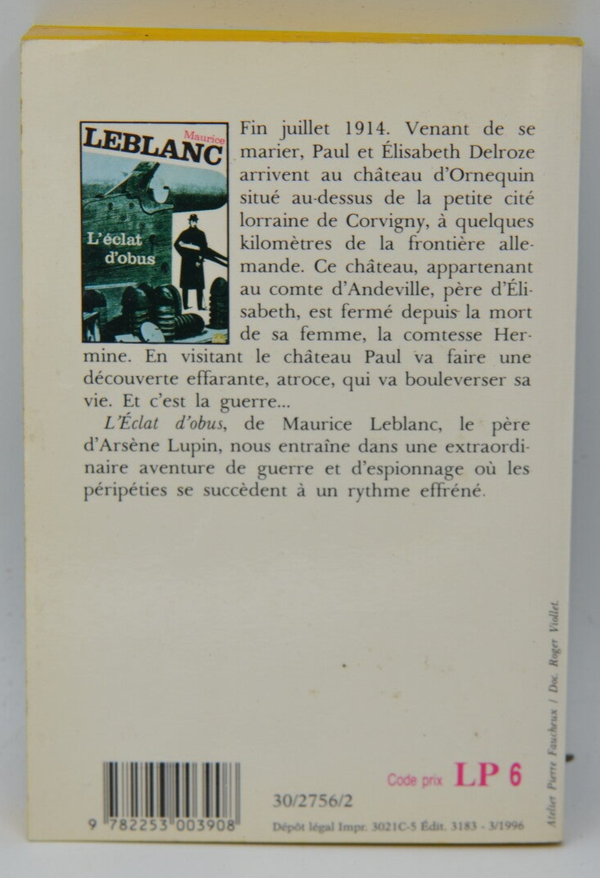 Maurice
LEBLANC
L'éclat
d'obus
Fin juillet 1914. Venant de se
marier, Paul et Élisabeth Delroze
arrivent au château d'Ornequin
situé au-dessus de la petite cité
lorraine de Corvigny, à quelques
kilomètres de la frontière alle-
mande. Ce château, appartenant
au comte d'Andeville, père d'Éli-
sabeth, est fermé depuis la mort
de sa femme, la comtesse Her-
mine. En visitant le château Paul va faire une
découverte effarante, atroce, qui va bouleverser sa
vie. Et c'est la guerre...
L'Éclat d'obus, de Maurice Leblanc, le père
d'Arsène Lupin, nous entraîne dans une extraordi-
naire aventure de guerre et d'espionnage où les
péripéties se succèdent à un rythme effréné.
Atelier Pierre Faucheux / Doc. Roger Viollet.
Code prix LP 6
30/2756/2
9 782253 003908
Dépôt légal Impr. 3021C-5 Édit. 3183 - 3/1996